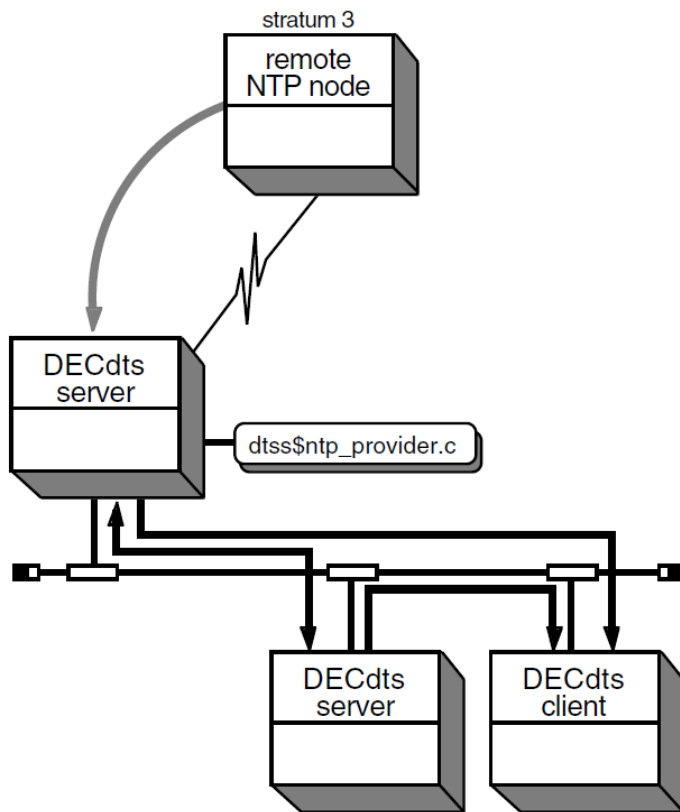 stratum 3
remote
NTP node
DECdts
server
dtss$ntp_provider.c
DECdts
server
DECdts
client